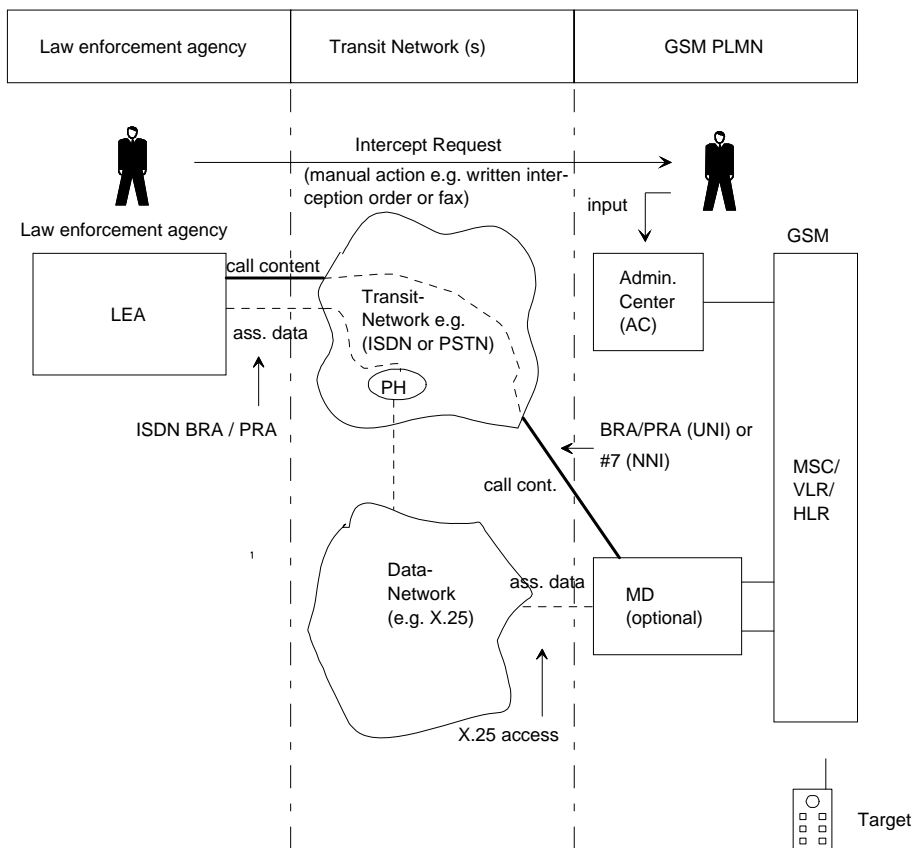 Law enforcement agency
Transit Network (s)
GSM PLMN
Intercept Request
(manual action e.g. written inter-
ception order or fax)
input
Law enforcement agency
GSM
call content
LEA
ass. data
Transit-
Network e.g.
(ISDN or PSTN)
PH
Admin.
Center
(AC)
ISDN BRA / PRA
BRA/PRA (UNI) or
#7 (NNI)
call cont.
MSC/
VLR/
HLR
1
Data-
Network
(e.g. X.25)
ass. data
MD
(optional)
X.25 access
Target